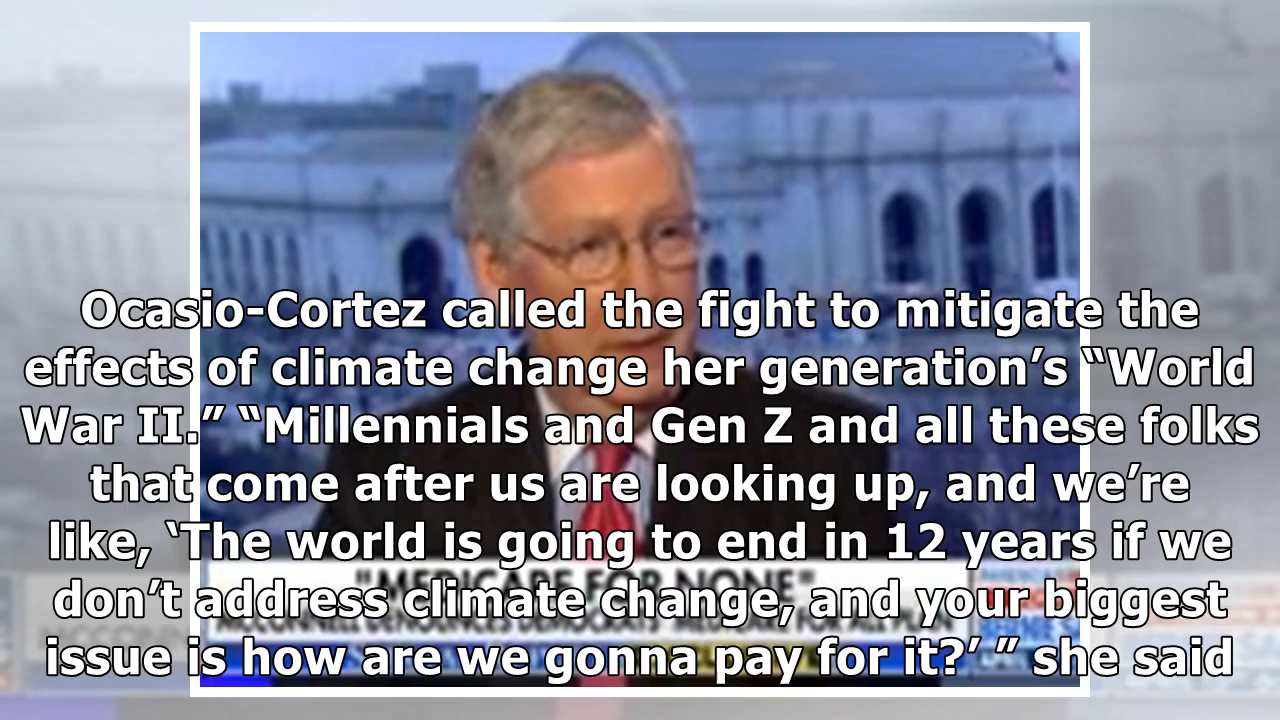 Ocasio-Cortez called the fight to mitigate the
effects of climate change her generation’s “World
War II.” “Millennials and Gen Z and all these folks
that come after us are looking up, and we’re
like, ‘The world is going to end in 12 years if we
"MEDICARE FOR NONE"
don’t address climate change, and your biggest
issue is how are we gonna pay for it?’ ” she said